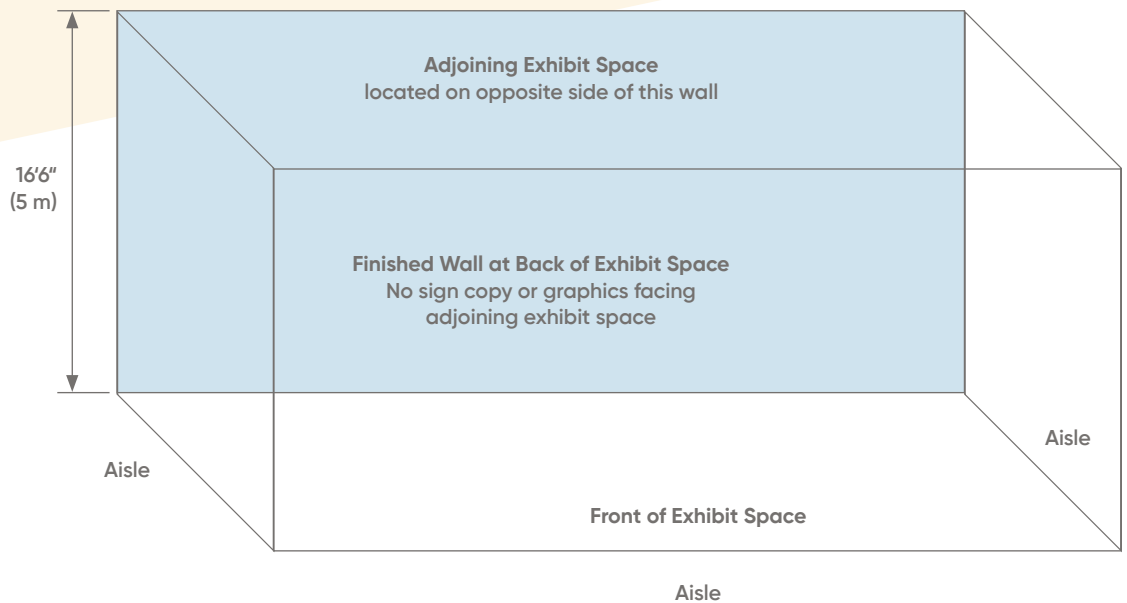 Adjoining Exhibit Space
located on opposite side of this wall
16'6"
(5 m)
Finished Wall at Back of Exhibit Space
No sign copy or graphics facing
adjoining exhibit space
Aisle
Aisle
Front of Exhibit Space
Aisle